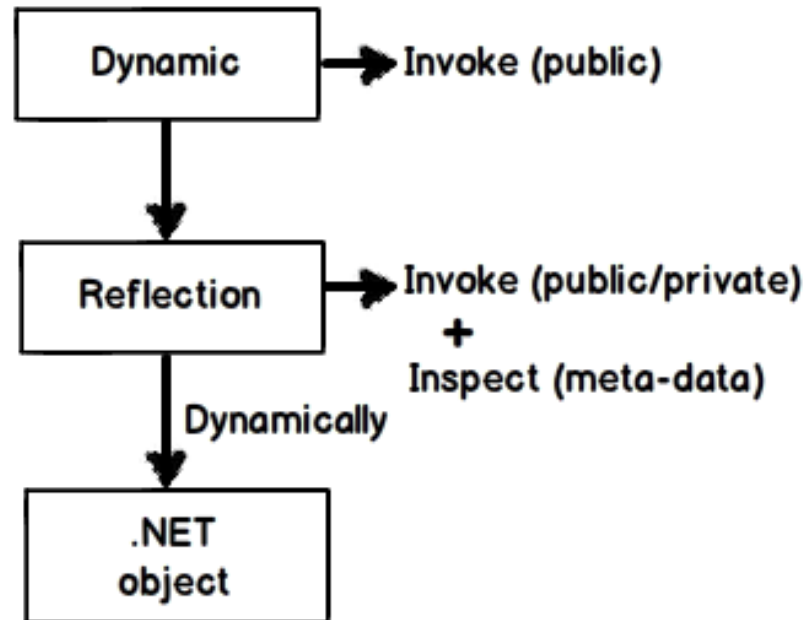 Dynamic
Invoke (public)
Reflection
Invoke (public/private)
+
Inspect (meta-data)
Dynamically
.NET
object